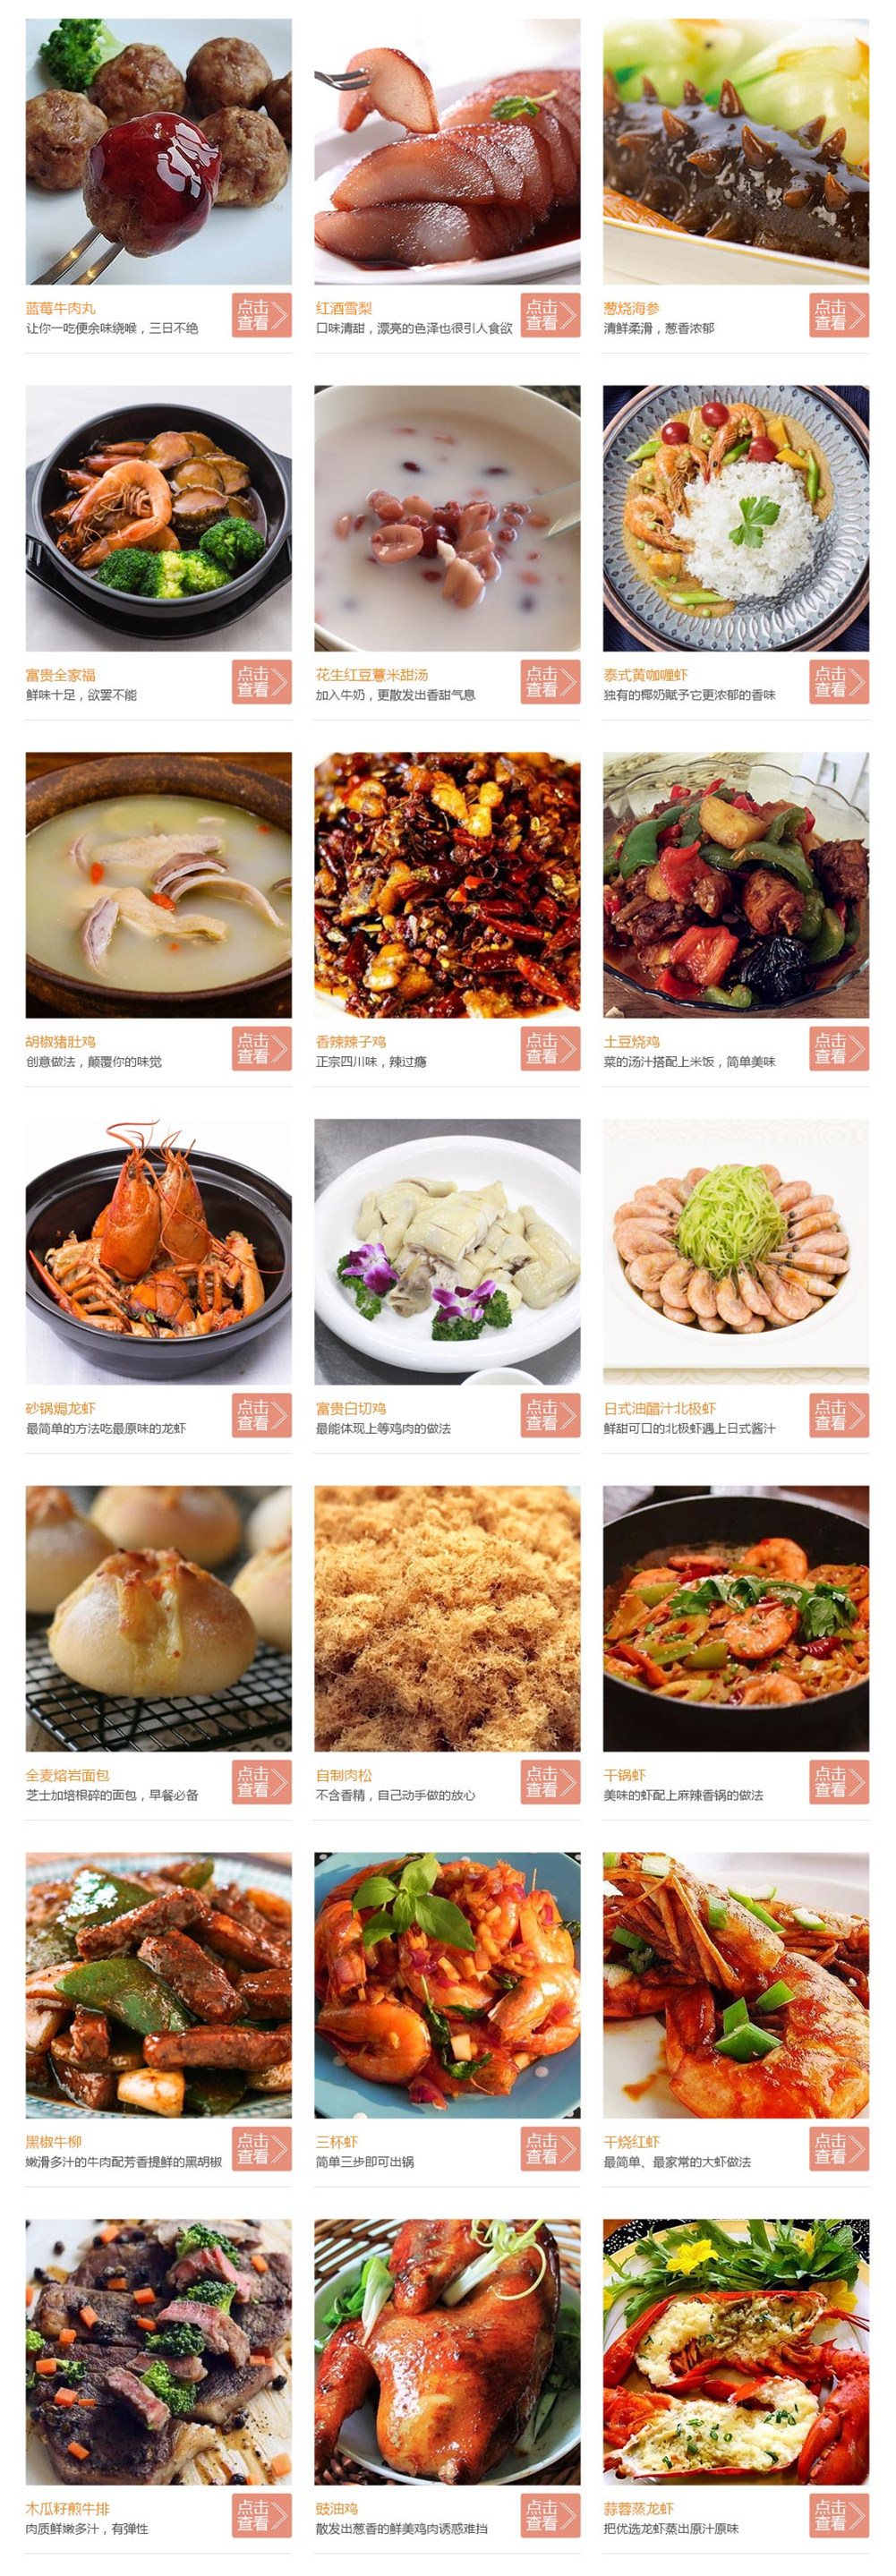 蓝莓牛肉丸
让你一吃便余味绕喉，三日不绝
点击
查看
红酒雪梨
口味清甜，漂亮的色泽也很引人食欲
点击
查看
葱烧海参
清鲜柔滑，葱香浓郁
点击
查看
富贵全家福
鲜味十足，欲罢不能
点击
查看
花生红豆薏米甜汤
加入牛奶，更散发出香甜气息
点击
查看
泰式黄咖喱虾
独有的椰奶赋予它更浓郁的香味
点击
查看
胡椒猪肚鸡
创意做法，颠覆你的味觉
点击
查看
香辣辣子鸡
正宗四川味，辣过瘾
点击
查看
土豆烧鸡
菜的汤汁搭配上米饭，简单美味
点击
查看
砂锅焗龙虾
最简单的方法吃最原味的龙虾
点击
查看
富贵白切鸡
最能体现上等鸡肉的做法
点击
查看
日式油醋汁北极虾
鲜甜可口的北极虾遇上日式酱汁
点击
查看
全麦熔岩面包
芝士加培根碎的面包，早餐必备
点击
查看
自制肉松
不含香精，自己动手做的放心
点击
查看
干锅虾
美味的虾配上麻辣香锅的做法
点击
查看
黑椒牛柳
嫩滑多汁的牛肉配芳香提鲜的黑胡椒
点击
查看
三杯虾
简单三步即可出锅
点击
查看
干烧红虾
最简单、最家常的大虾做法
点击
查看
木瓜籽煎牛排
肉质鲜嫩多汁，有弹性
点击
查看
豉油鸡
散发出葱香的鲜美鸡肉诱惑难挡
点击
查看
蒜蓉蒸龙虾
把优选龙虾蒸出原汁原味
点击
查看